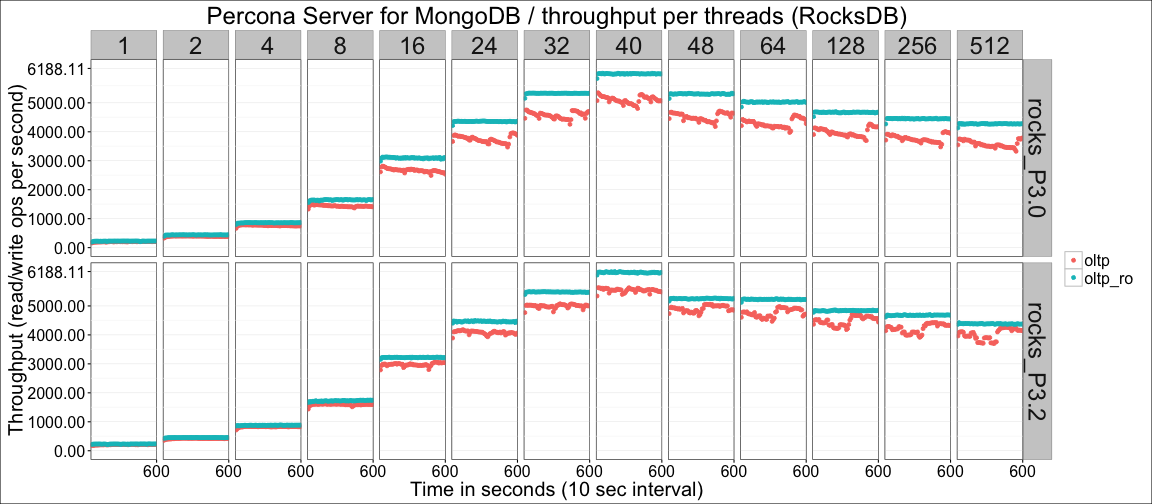 Percona Server for MongoDB / throughput per threads (RocksDB)
1 2 4 8 16 24 32 40 48 64 128 256 512
Throughput (read/write ops per second)
6188.11
5000.00
4000.00
3000.00
2000.00
1000.00
0.00
rocks_P3.0
6188.11
5000.00
4000.00
3000.00
2000.00
1000.00
0.00
rocks_P3.2
oltp
oltp_ro
600 600 600 600 600 600 600 600 600 600 600 600 600
Time in seconds (10 sec interval)